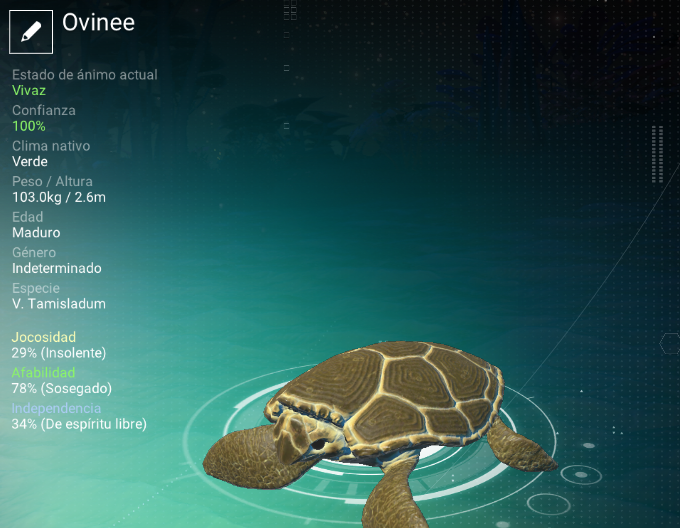 Ovinee
Estado de ánimo actual
Vivaz
Confianza
100%
Clima nativo
Verde
Peso / Altura
103.0kg / 2.6m
Edad
Maduro
Género
Indeterminado
Especie
V. Tamisladum
Jocosidad
29% (Insolente)
Afabilidad
78% (Sosegado)
Independencia
34% (De espíritu libre)